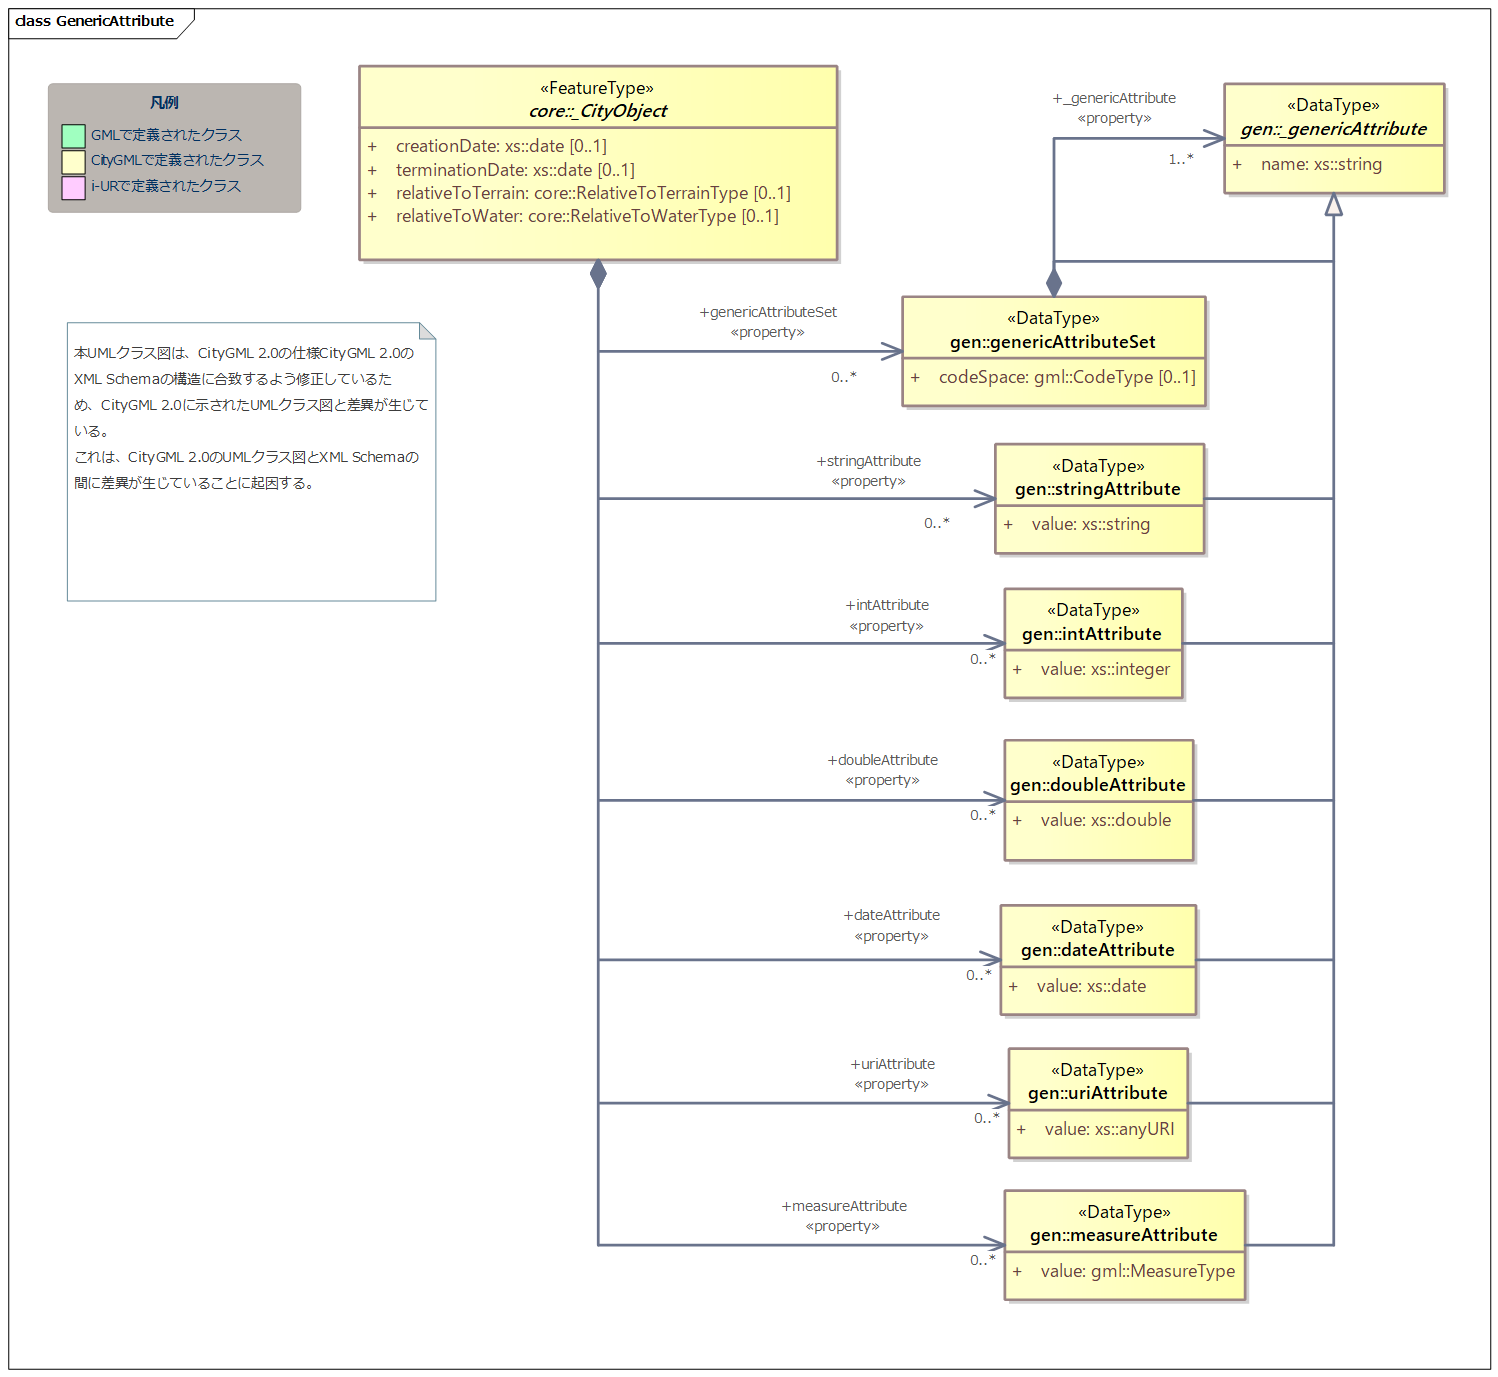 class GenericAttribute
凡例
GMLで定義されたクラス
CityGMLで定義されたクラス
i-URで定義されたクラス
本UMLクラス図は、CityGML 2.0の仕様CityGML 2.0の
XML Schemaの構造に合致するよう修正しているた
め、CityGML 2.0に示されたUMLクラス図と差異が生じて
いる。
これは、CityGML 2.0のUMLクラス図とXML Schemaの
間に差異が生じていることに起因する。
«FeatureType»
core::_CityObject
+ creationDate: xs::date [0..1]
+ terminationDate: xs::date [0..1]
+ relativeToTerrain: core::RelativeToTerrainType [0..1]
+ relativeToWater: core::RelativeToWaterType [0..1]
+_genericAttribute
«property»
1..*
«DataType»
gen::_genericAttribute
+ name: xs::string
+genericAttributeSet
«property»
0..*
«DataType»
gen::genericAttributeSet
+ codeSpace: gml::CodeType [0..1]
+stringAttribute
«property»
0..*
«DataType»
gen::stringAttribute
+ value: xs::string
+intAttribute
«property»
0..*
«DataType»
gen::intAttribute
+ value: xs::integer
+doubleAttribute
«property»
0..*
«DataType»
gen::doubleAttribute
+ value: xs::double
+dateAttribute
«property»
0..*
«DataType»
gen::dateAttribute
+ value: xs::date
+uriAttribute
«property»
0..*
«DataType»
gen::uriAttribute
+ value: xs::anyURI
+measureAttribute
«property»
0..*
«DataType»
gen::measureAttribute
+ value: gml::MeasureType